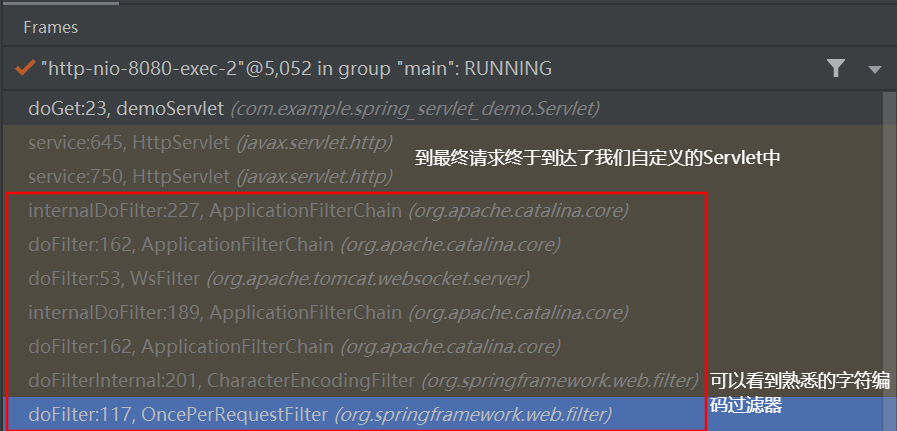 Frames
"http-nio-8080-exec-2"@5,052 in group "main": RUNNING
doGet:23, demoServlet (com.example.spring_servlet_demo.Servlet)
service:645, HttpServlet (javax.servlet.http)
到最终请求终于到达了我们自定义的Servlet中
service:750, HttpServlet (javax.servlet.http)
internalDoFilter:227, ApplicationFilterChain (org.apache.catalina.core)
doFilter:162, ApplicationFilterChain (org.apache.catalina.core)
doFilter:53, WsFilter (org.apache.tomcat.websocket.server)
internalDoFilter:189, ApplicationFilterChain (org.apache.catalina.core)
doFilter:162, ApplicationFilterChain (org.apache.catalina.core)
doFilterInternal:201, CharacterEncodingFilter (org.springframework.web.filter)
doFilter:117, OncePerRequestFilter (org.springframework.web.filter)
可以看到熟悉的字符编
码过滤器